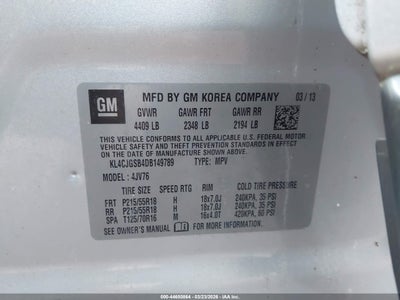 GM
MFD BY GM KOREA COMPANY 03/13
GVWR GAWR FRT GAWR RR
4409 LB 2348 LB 2194 LB
THIS VEHICLE CONFORMS TO ALL APPLICABLE U.S. FEDERAL MOTOR
VEHICLE SAFETY AND THEFT PREVENTION STANDARDS IN EFFECT ON THE DATE OF MANUFACTURE SHOWN ABOVE.
KL4CJGSB4DB149789 TYPE: MPV
MODEL : 4JV76
TIRE SIZE SPEED RTG RIM COLD TIRE PRESSURE
FRT P215/55R18 H 18x7.0J 240KPA, 35 PSI
RR P215/55R18 H 18x7.0J 240KPA, 35 PSI
SPA T125/70R16 M 16x4.0T 420KPA, 60 PSI
SEE OWNER'S MANUAL FOR ADDITIONAL INFORMATION.